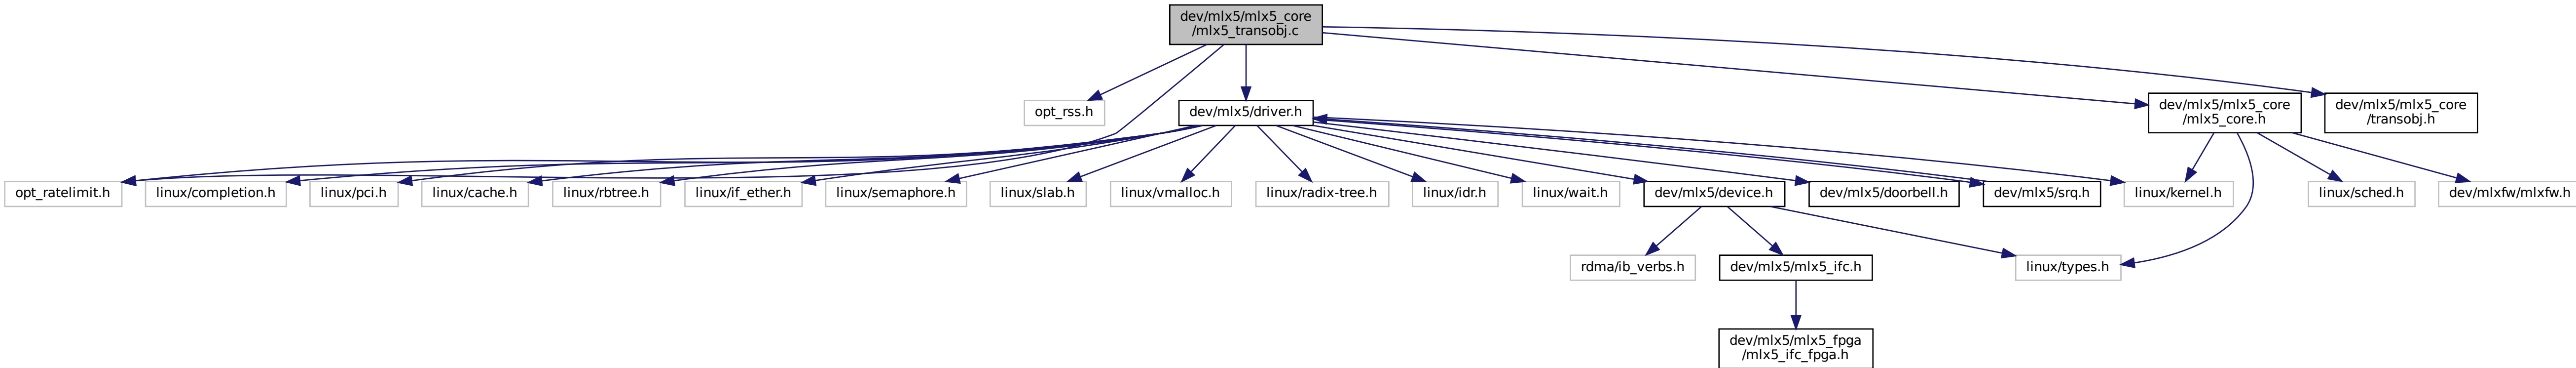 dev/mlx5/mlx5_core
/mlx5_transobj.c
opt_rss.h
dev/mlx5/driver.h
dev/mlx5/mlx5_core
/mlx5_core.h
dev/mlx5/mlx5_core
/transobj.h
opt_ratelimit.h
linux/completion.h
linux/pci.h
linux/cache.h
linux/rbtree.h
linux/if_ether.h
linux/semaphore.h
linux/slab.h
linux/vmalloc.h
linux/radix-tree.h
linux/idr.h
linux/wait.h
dev/mlx5/device.h
dev/mlx5/doorbell.h
dev/mlx5/srq.h
linux/kernel.h
linux/sched.h
dev/mlxfw/mlxfw.h
rdma/ib_verbs.h
dev/mlx5/mlx5_ifc.h
linux/types.h
dev/mlx5/mlx5_fpga
/mlx5_ifc_fpga.h